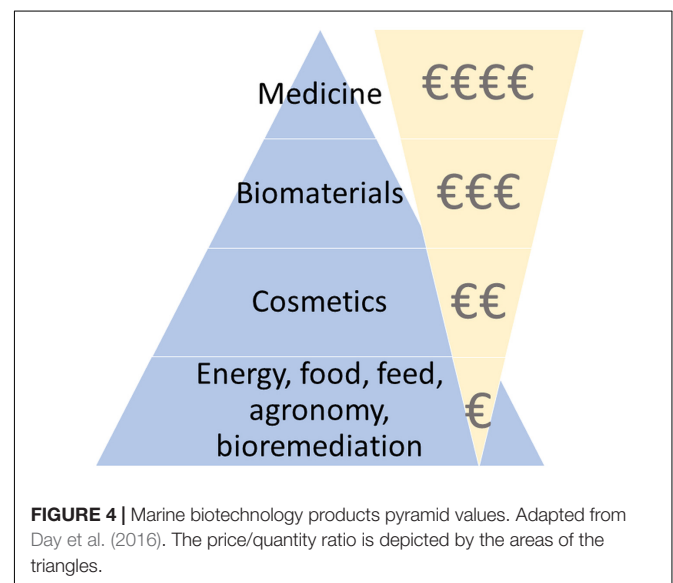 Medicine €€€€
Biomaterials €€€
Cosmetics €€
Energy, food, feed,
agronomy, €
bioremediation
FIGURE 4 | Marine biotechnology products pyramid values. Adapted from
Day et al. (2016). The price/quantity ratio is depicted by the areas of the
triangles.